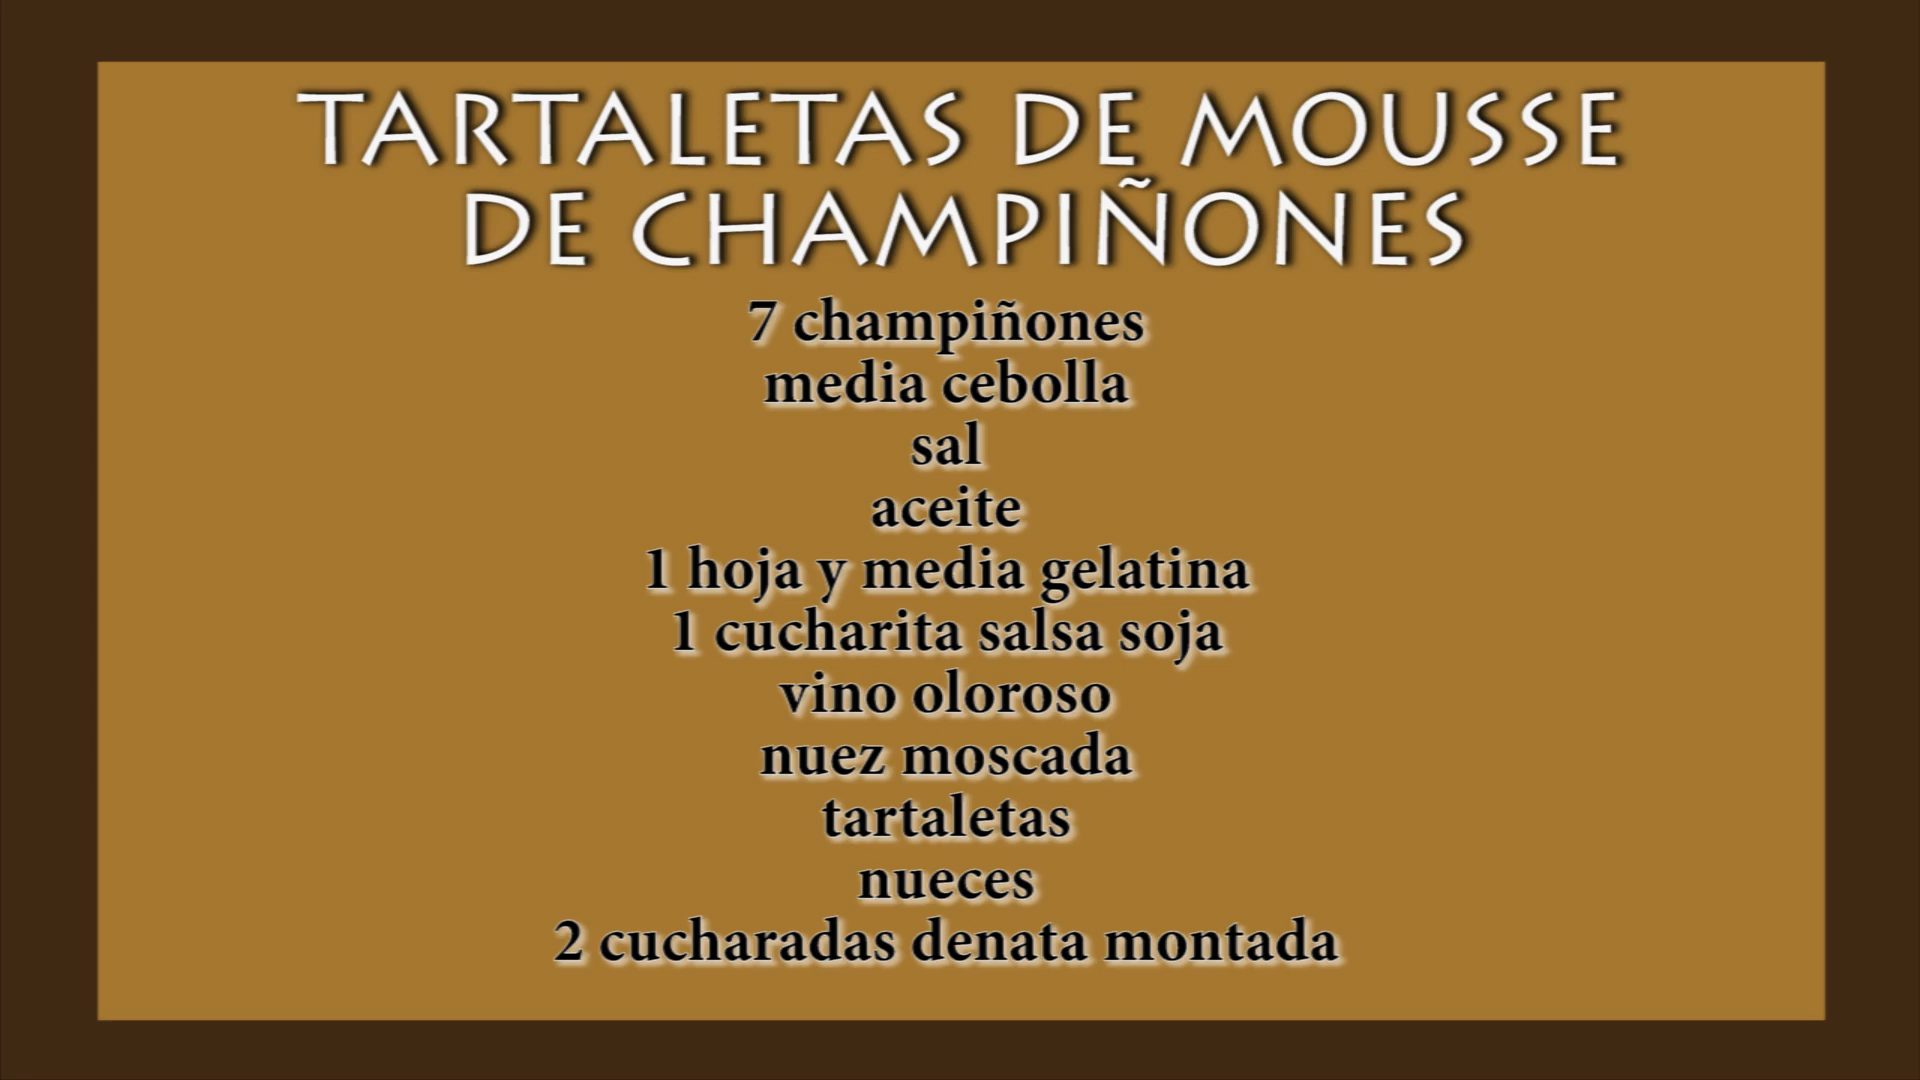 TARTALETAS DE MOUSSE
DE CHAMPIÑONES
7 champiñones
media cebolla
sal
aceite
1 hoja y media gelatina
1 cucharita salsa soja
vino oloroso
nuez moscada
tartaletas
nueces
2 cucharadas denata montada